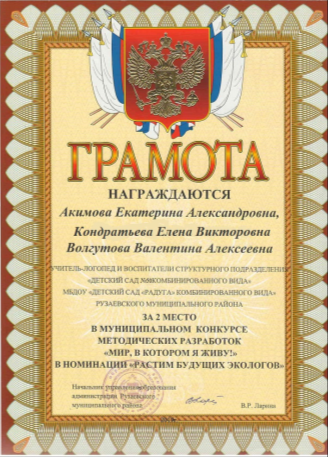 ГРАМОТА
НАГРАЖДАЮТСЯ
Акимова Екатерина Александровна,
Кондратьева Елена Викторовна
Волгутова Валентина Алексеевна
УЧИТЕЛЬ-ЛОГОПЕД И ВОСПИТАТЕЛИ СТРУКТУРНОГО ПОДРАЗДЕЛЕНИЯ
«ДЕТСКИЙ САД КОМБИНИРОВАННОГО ВИДА»
МБДОУ «ДЕТСКИЙ САД «РАДУГА» КОМБИНИРОВАННОГО ВИДА»
РУЗАЕВСКОГО МУНИЦИПАЛЬНОГО РАЙОНА
ЗА 2 МЕСТО
В МУНИЦИПАЛЬНОМ КОНКУРСЕ
МЕТОДИЧЕСКИХ РАЗРАБОТОК
«МИР, В КОТОРОМ Я ЖИВУ!»
В НОМИНАЦИИ «РАСТИМ БУДУЩИХ ЭКОЛОГОВ»
Начальник управления образования
администрации Рузаевского
муниципального района
В.Р. Ларина